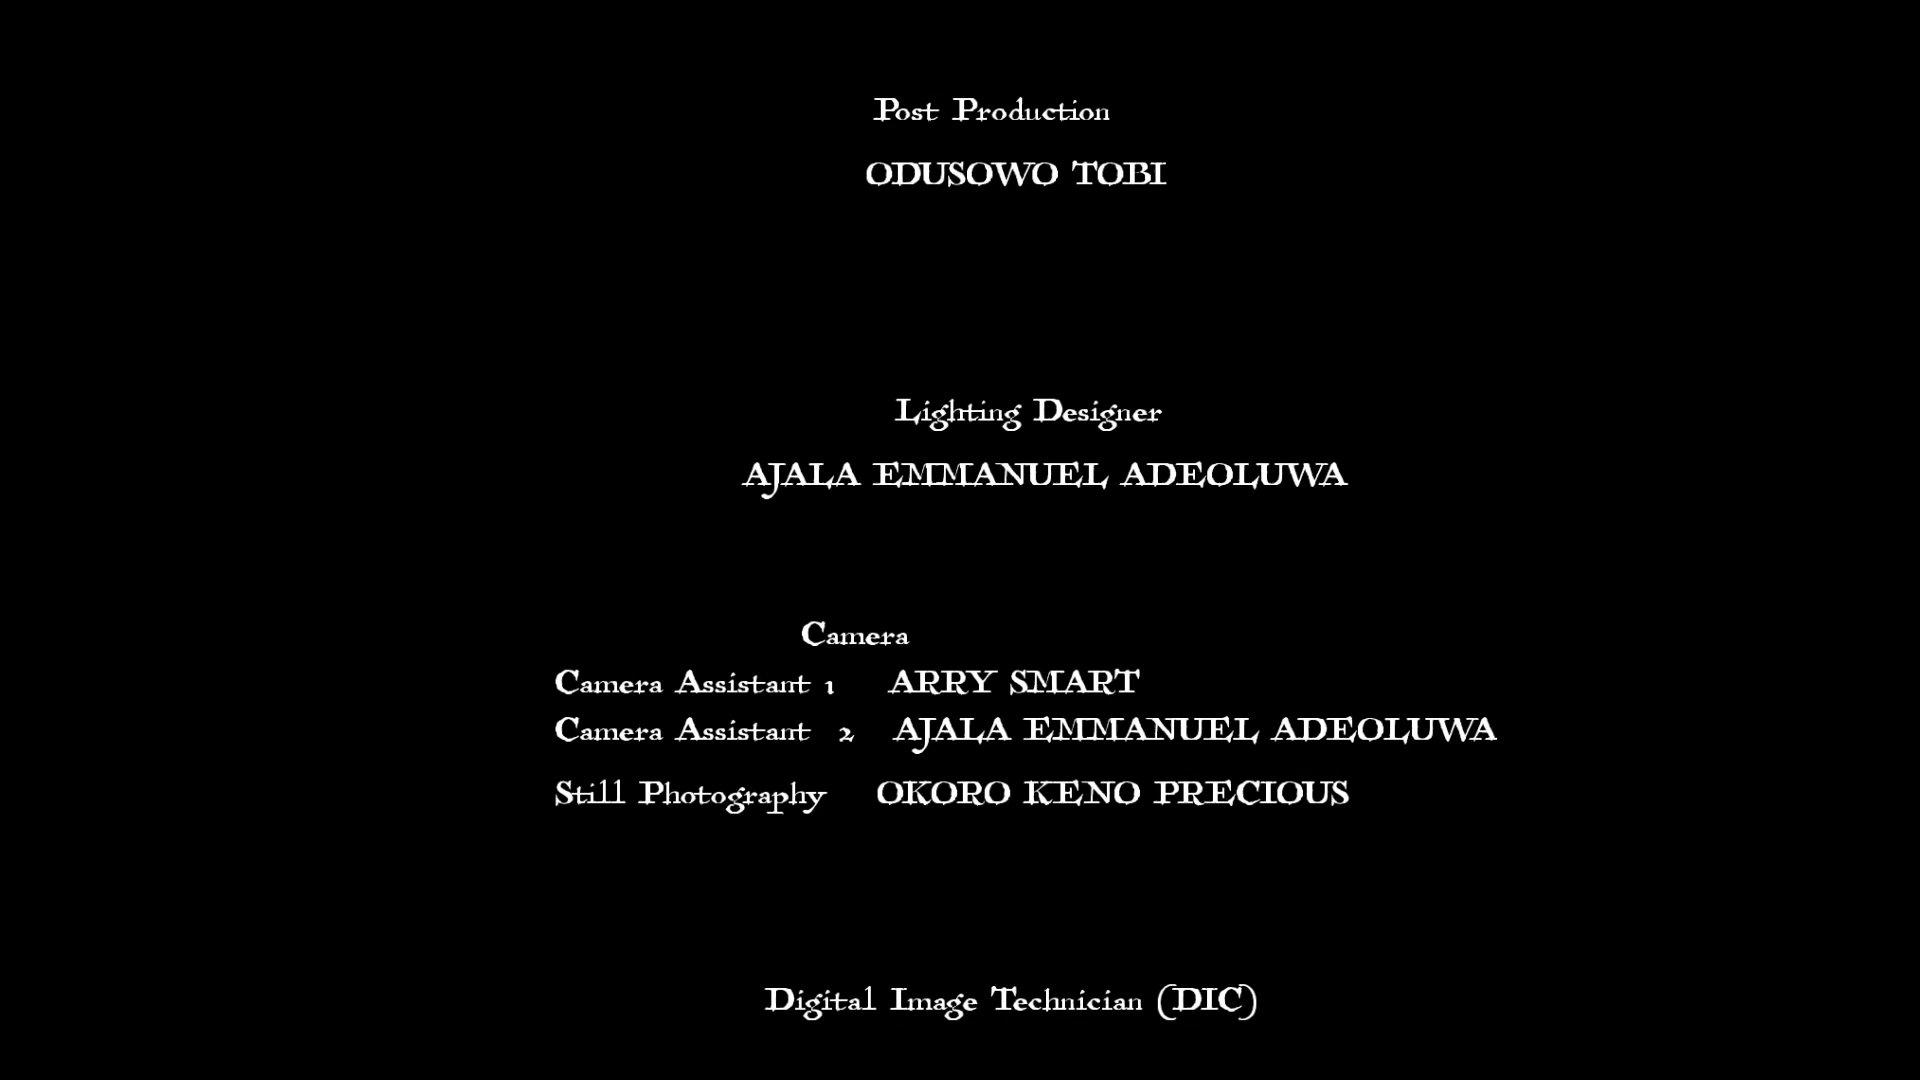 Post Production
ODUSOWO TOBI
Lighting Designer
AJALA EMMANUEL ADEOLUWA
Camera
Camera Assistant 1 ARRY SMART
Camera Assistant 2 AJALA EMMANUEL ADEOLUWA
Still Photography OKORO KENO PRECIOUS
Digital Image Technician (DIC)